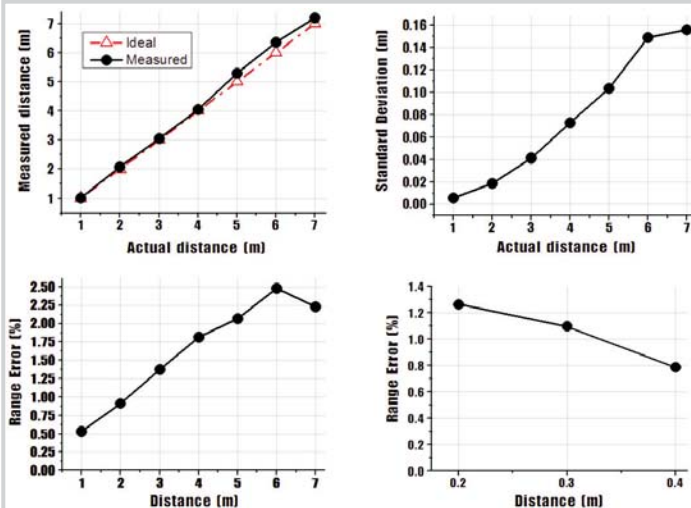 Measured distance (m)
7
6
5
4
3
2
1
Ideal
Measured
1 2 3 4 5 6 7
Actual distance (m)
Standard Deviation (m)
0.16
0.14
0.12
0.10
0.08
0.06
0.04
0.02
0.00
1 2 3 4 5 6 7
Actual distance (m)
Range Error (%)
2.50
2.25
2.00
1.75
1.50
1.25
1.00
0.75
0.50
0.25
0.00
1 2 3 4 5 6 7
Distance (m)
Range Error (%)
1.4
1.2
1.0
0.8
0.6
0.4
0.2
0.0
0.2 0.3 0.4
Distance (m)